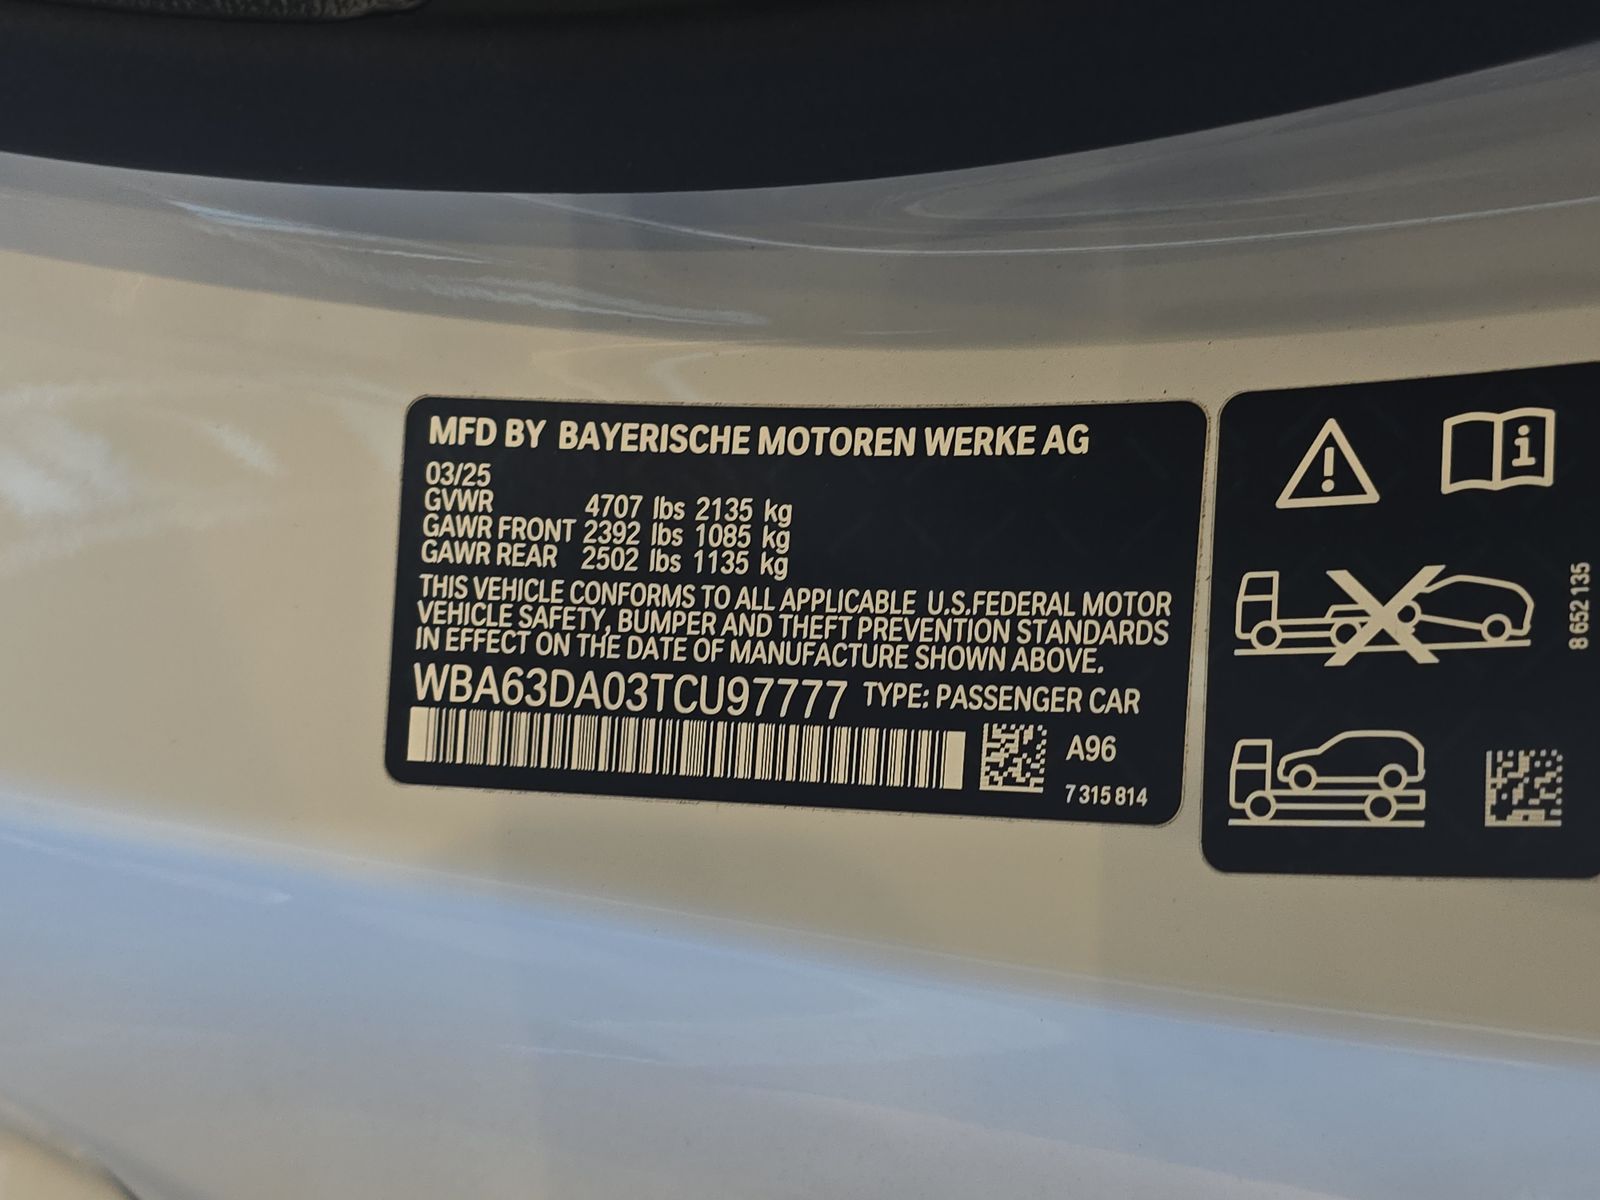 MFD BY BAYERISCHE MOTOREN WERKE AG
03/25
GVWR 4707 lbs 2135 kg
GAWR FRONT 2392 lbs 1085 kg
GAWR REAR 2502 lbs 1135 kg
THIS VEHICLE CONFORMS TO ALL APPLICABLE U.S.FEDERAL MOTOR
VEHICLE SAFETY, BUMPER AND THEFT PREVENTION STANDARDS
IN EFFECT ON THE DATE OF MANUFACTURE SHOWN ABOVE.
WBA63DA03TCU97777 TYPE: PASSENGER CAR
A96
7 315 814
8 652 135